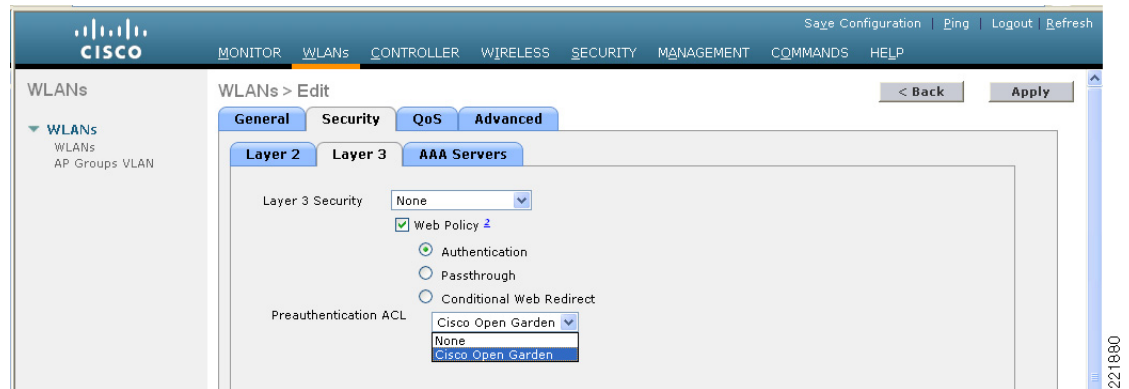 Save Configuration | Ping | Logout | Refresh
CISCO
MONITOR WLANs CONTROLLER WIRELESS SECURITY MANAGEMENT COMMANDS HELP
WLANs
WLANs > Edit
< Back
Apply
WLANs
WLANs
AP Groups VLAN
General Security QoS Advanced
Layer 2 Layer 3 AAA Servers
Layer 3 Security None
Web Policy 2
Authentication
Passthrough
Conditional Web Redirect
Preauthentication ACL Cisco Open Garden
None
Cisco Open Garden
221880